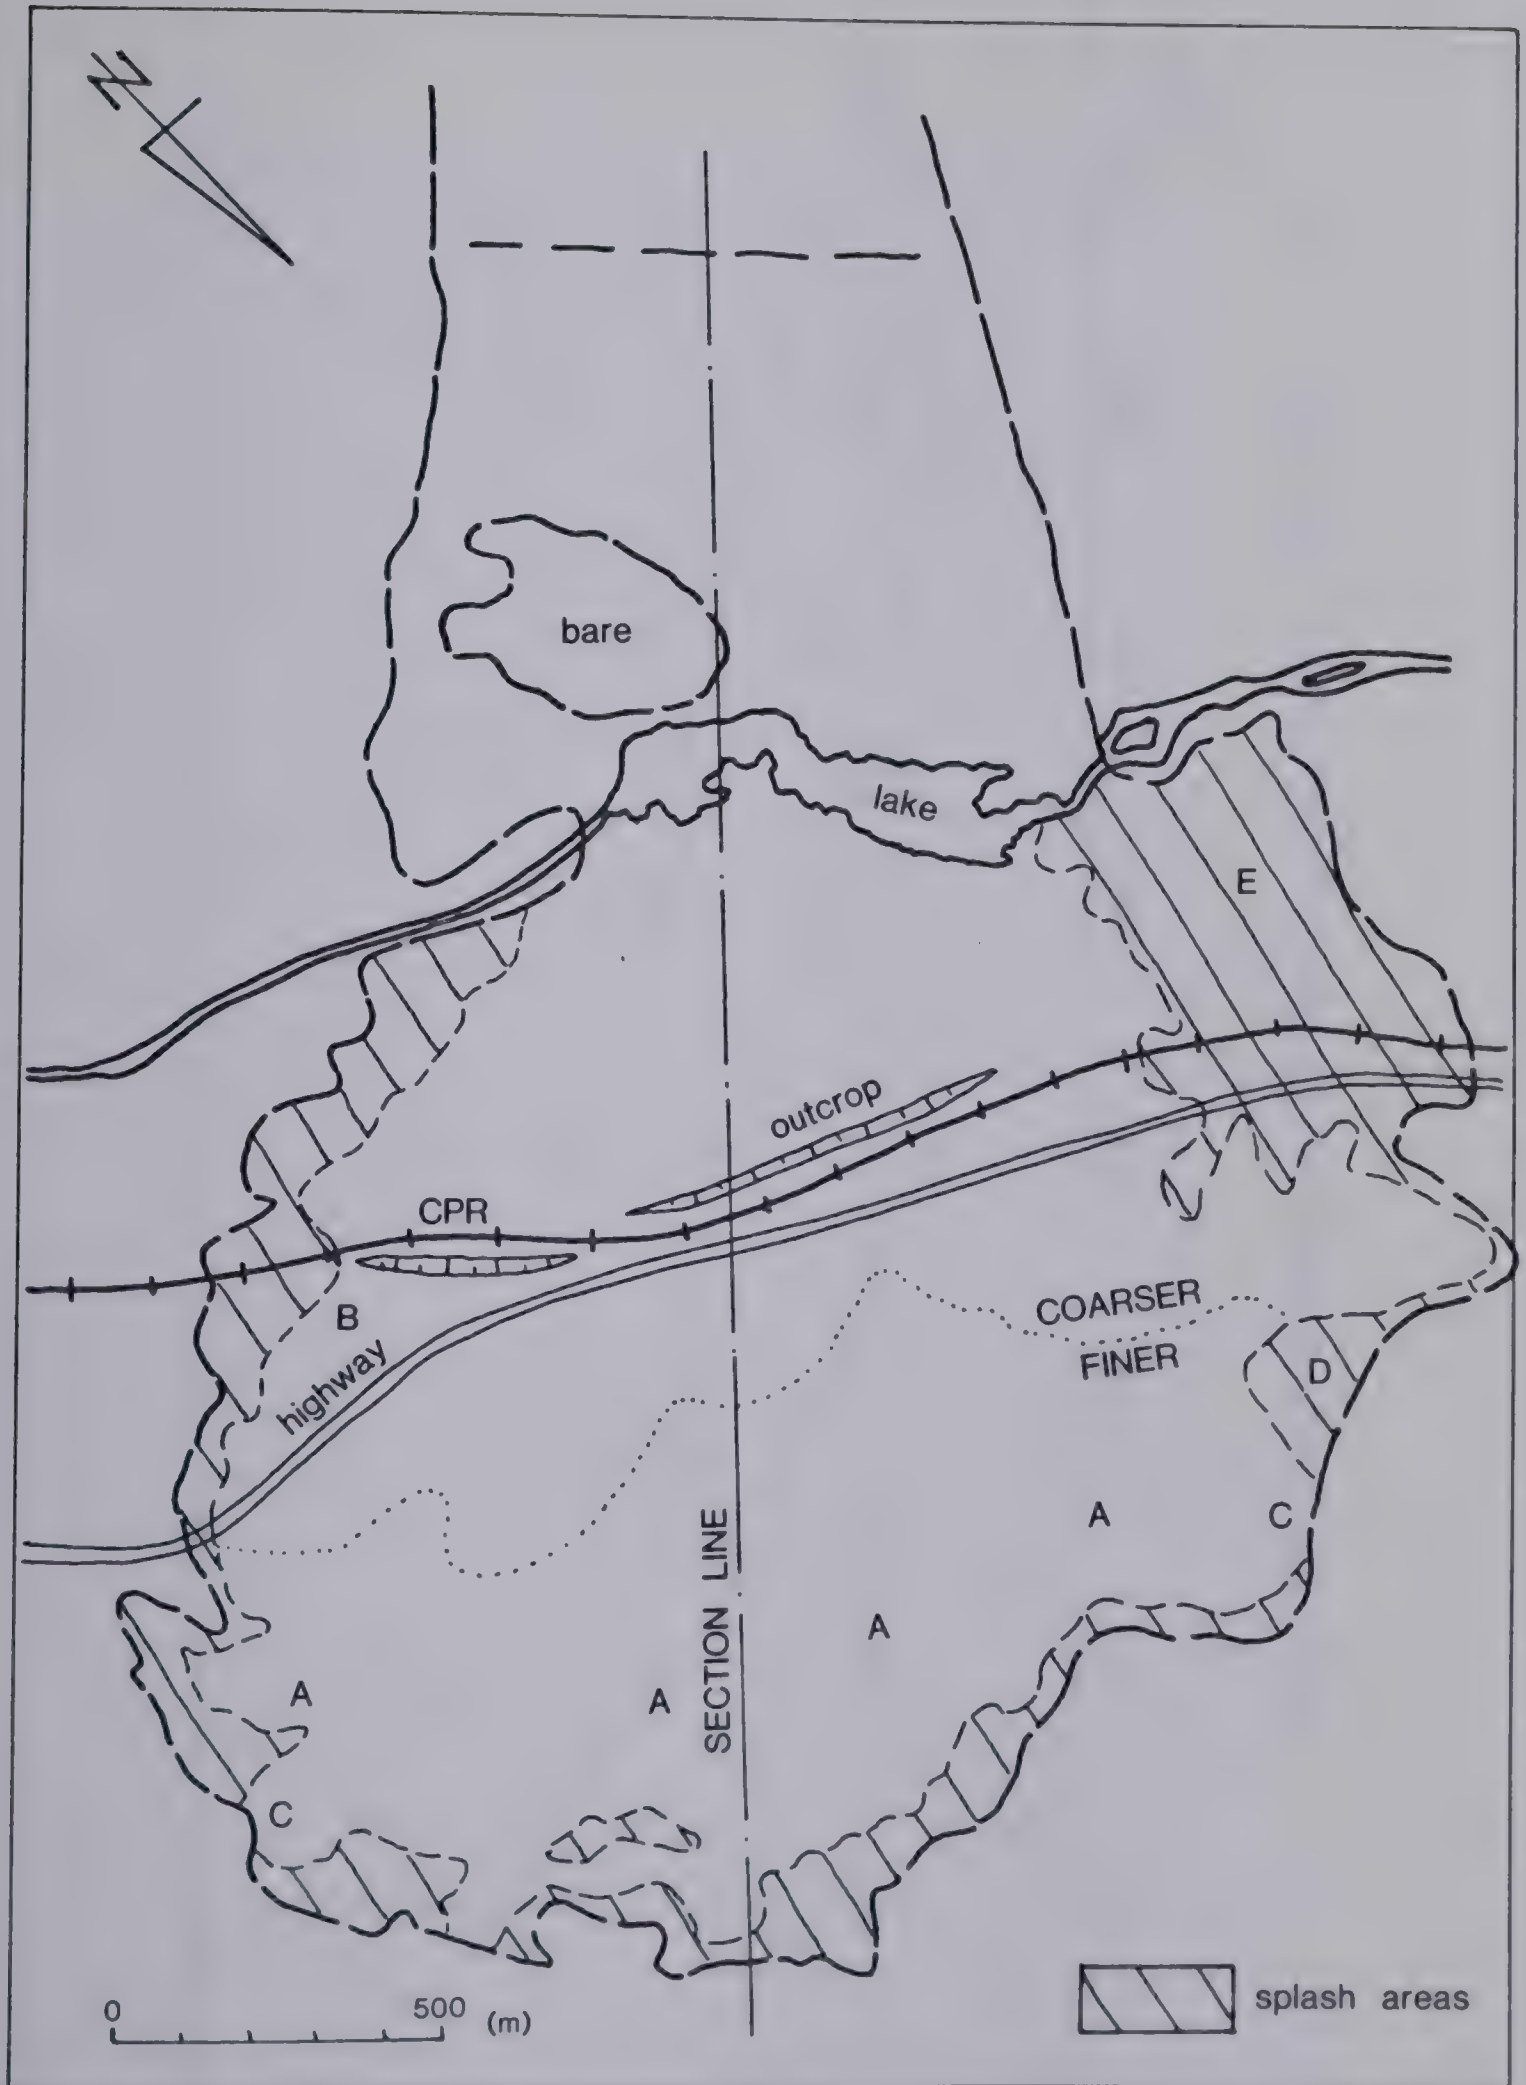 N
bare
lake
E
outcrop
CPR
B
highway
COARSER
FINER
D
A
C
SECTION LINE
A
A
A
C
0 500 (m)
splash areas